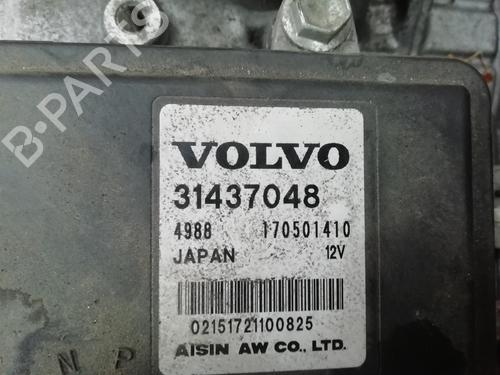 B-PARTS
VOLVO
31437048
4988 170501410
JAPAN 12V
02151721100825
AISIN AW CO., LTD.
N P